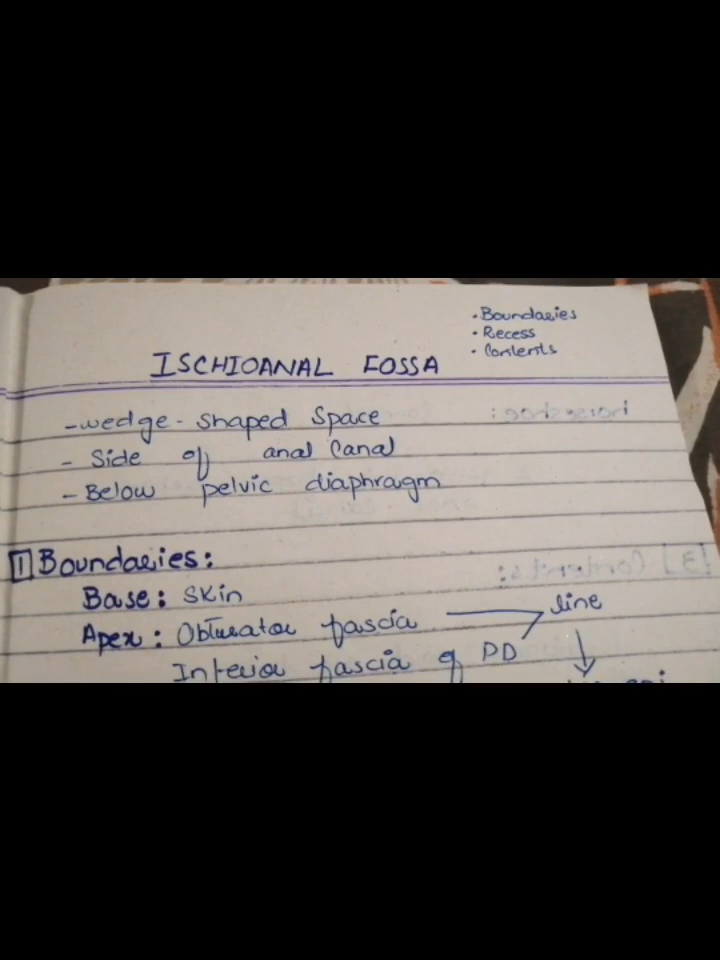 • Boundaries
• Recess
• Contents
ISCHIOANAL FOSSA
- wedge - shaped Space
- Side of anal Canal
- Below pelvic diaphragm
1 Boundaries:
Base: Skin
Apex: Obturator fascia line
Inferior fascia of PD